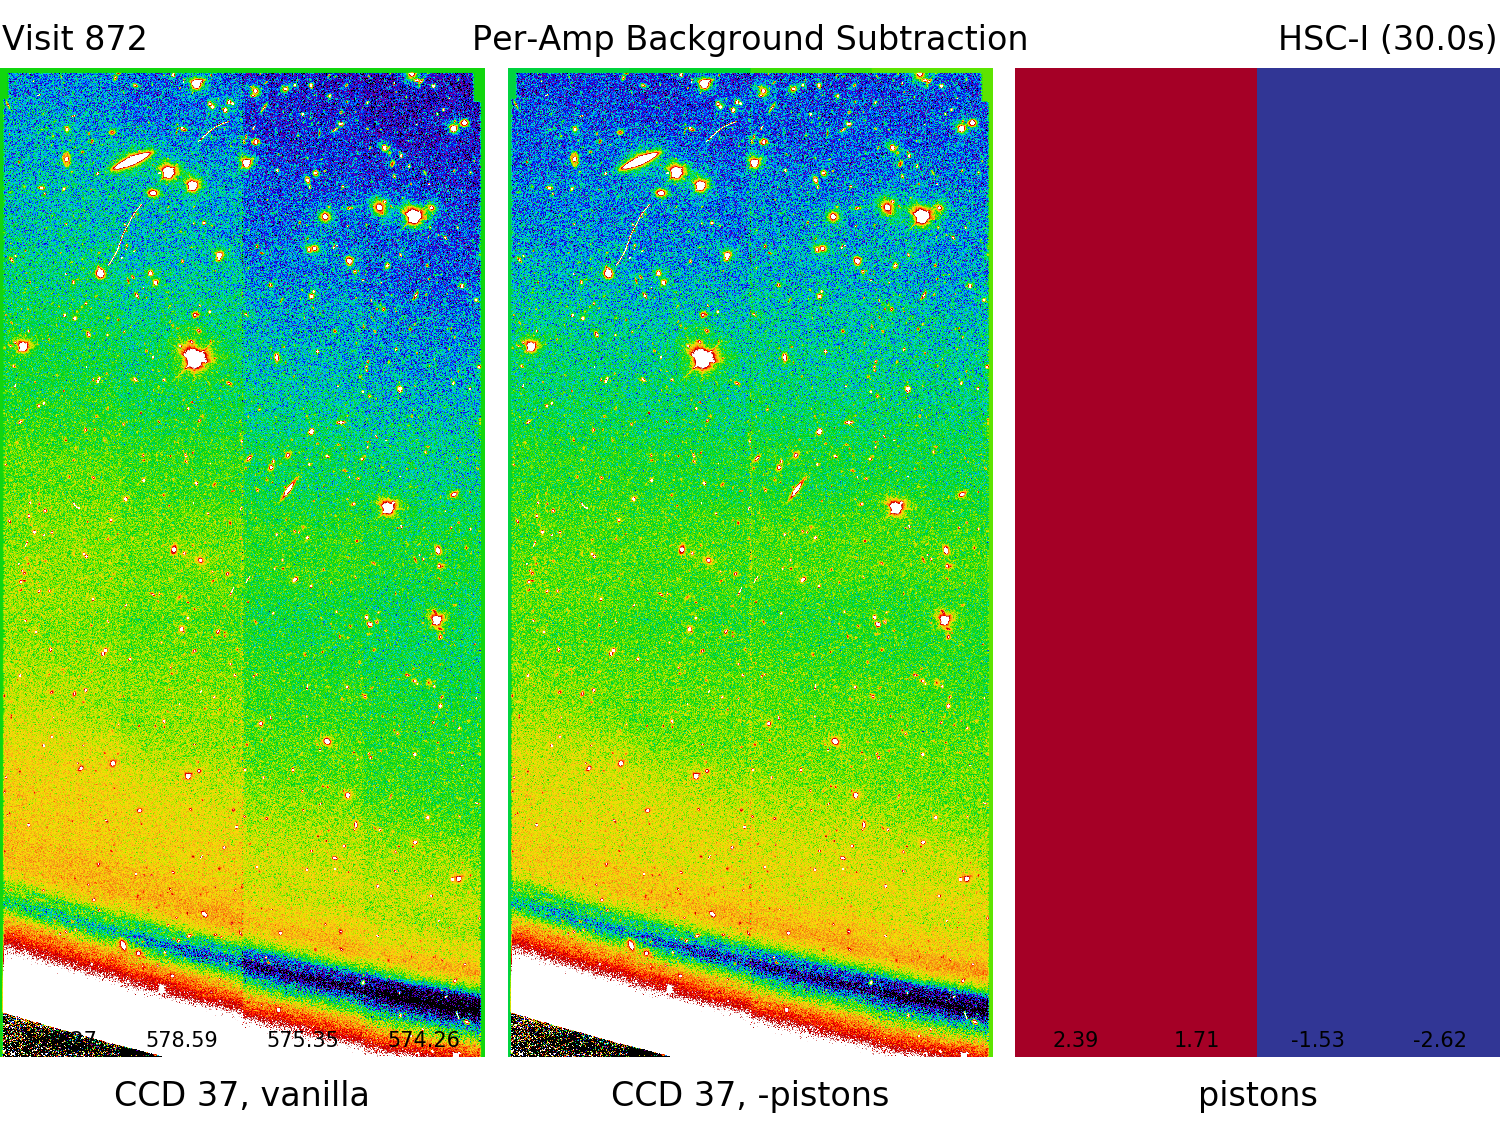 Visit 872 Per-Amp Background Subtraction HSC-I (30.0s)
578.59 575.35 574.26 2.39 1.71 -1.53 -2.62
CCD 37, vanilla CCD 37, -pistons pistons